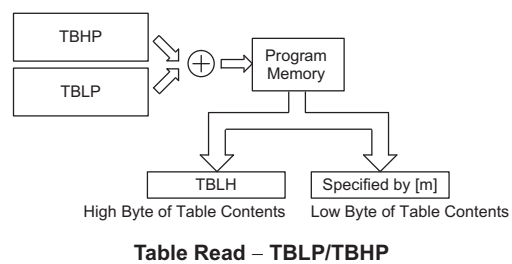 TBHP
TBLP
Program
Memory
TBLH
Specified by [m]
High Byte of Table Contents
Low Byte of Table Contents
Table Read – TBLP/TBHP